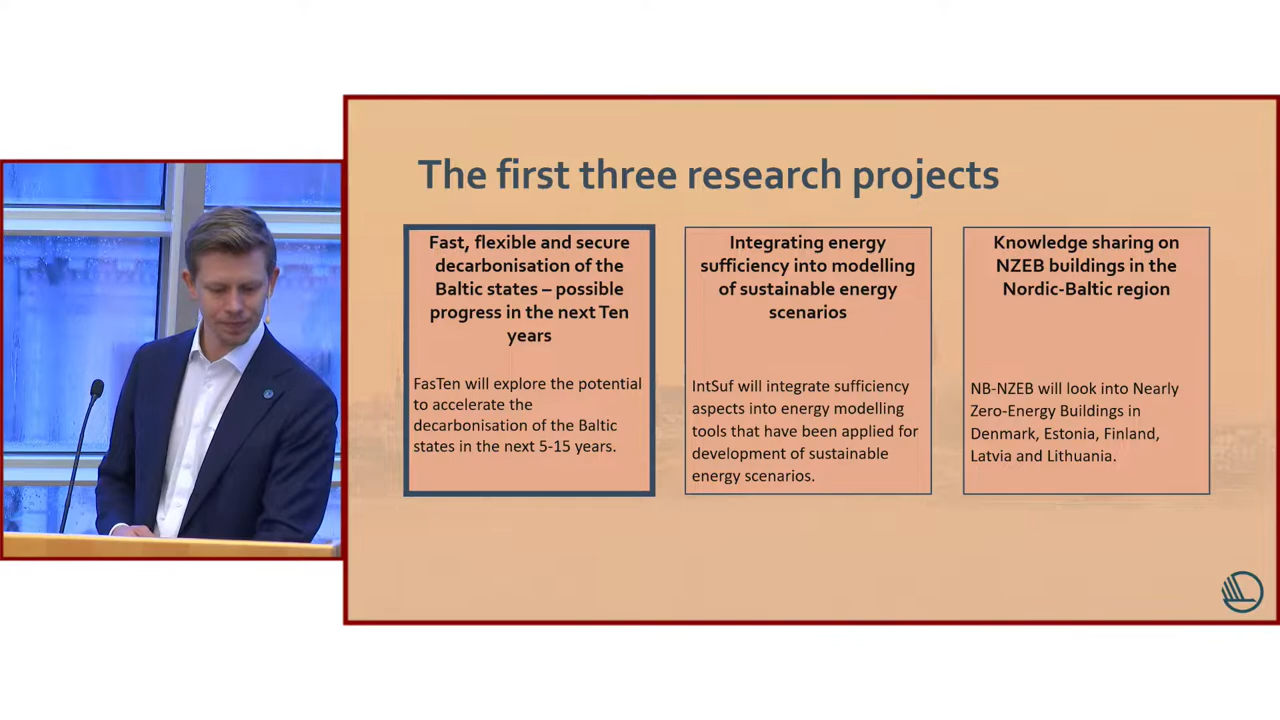 The first three research projects
Fast, flexible and secure
decarbonisation of the
Baltic states – possible
progress in the next Ten
years
FasTen will explore the potential
to accelerate the
decarbonisation of the Baltic
states in the next 5-15 years.
Integrating energy
sufficiency into modelling
of sustainable energy
scenarios
IntSuf will integrate sufficiency
aspects into energy modelling
tools that have been applied for
development of sustainable
energy scenarios.
Knowledge sharing on
NZEB buildings in the
Nordic-Baltic region
NB-NZEB will look into Nearly
Zero-Energy Buildings in
Denmark, Estonia, Finland,
Latvia and Lithuania.